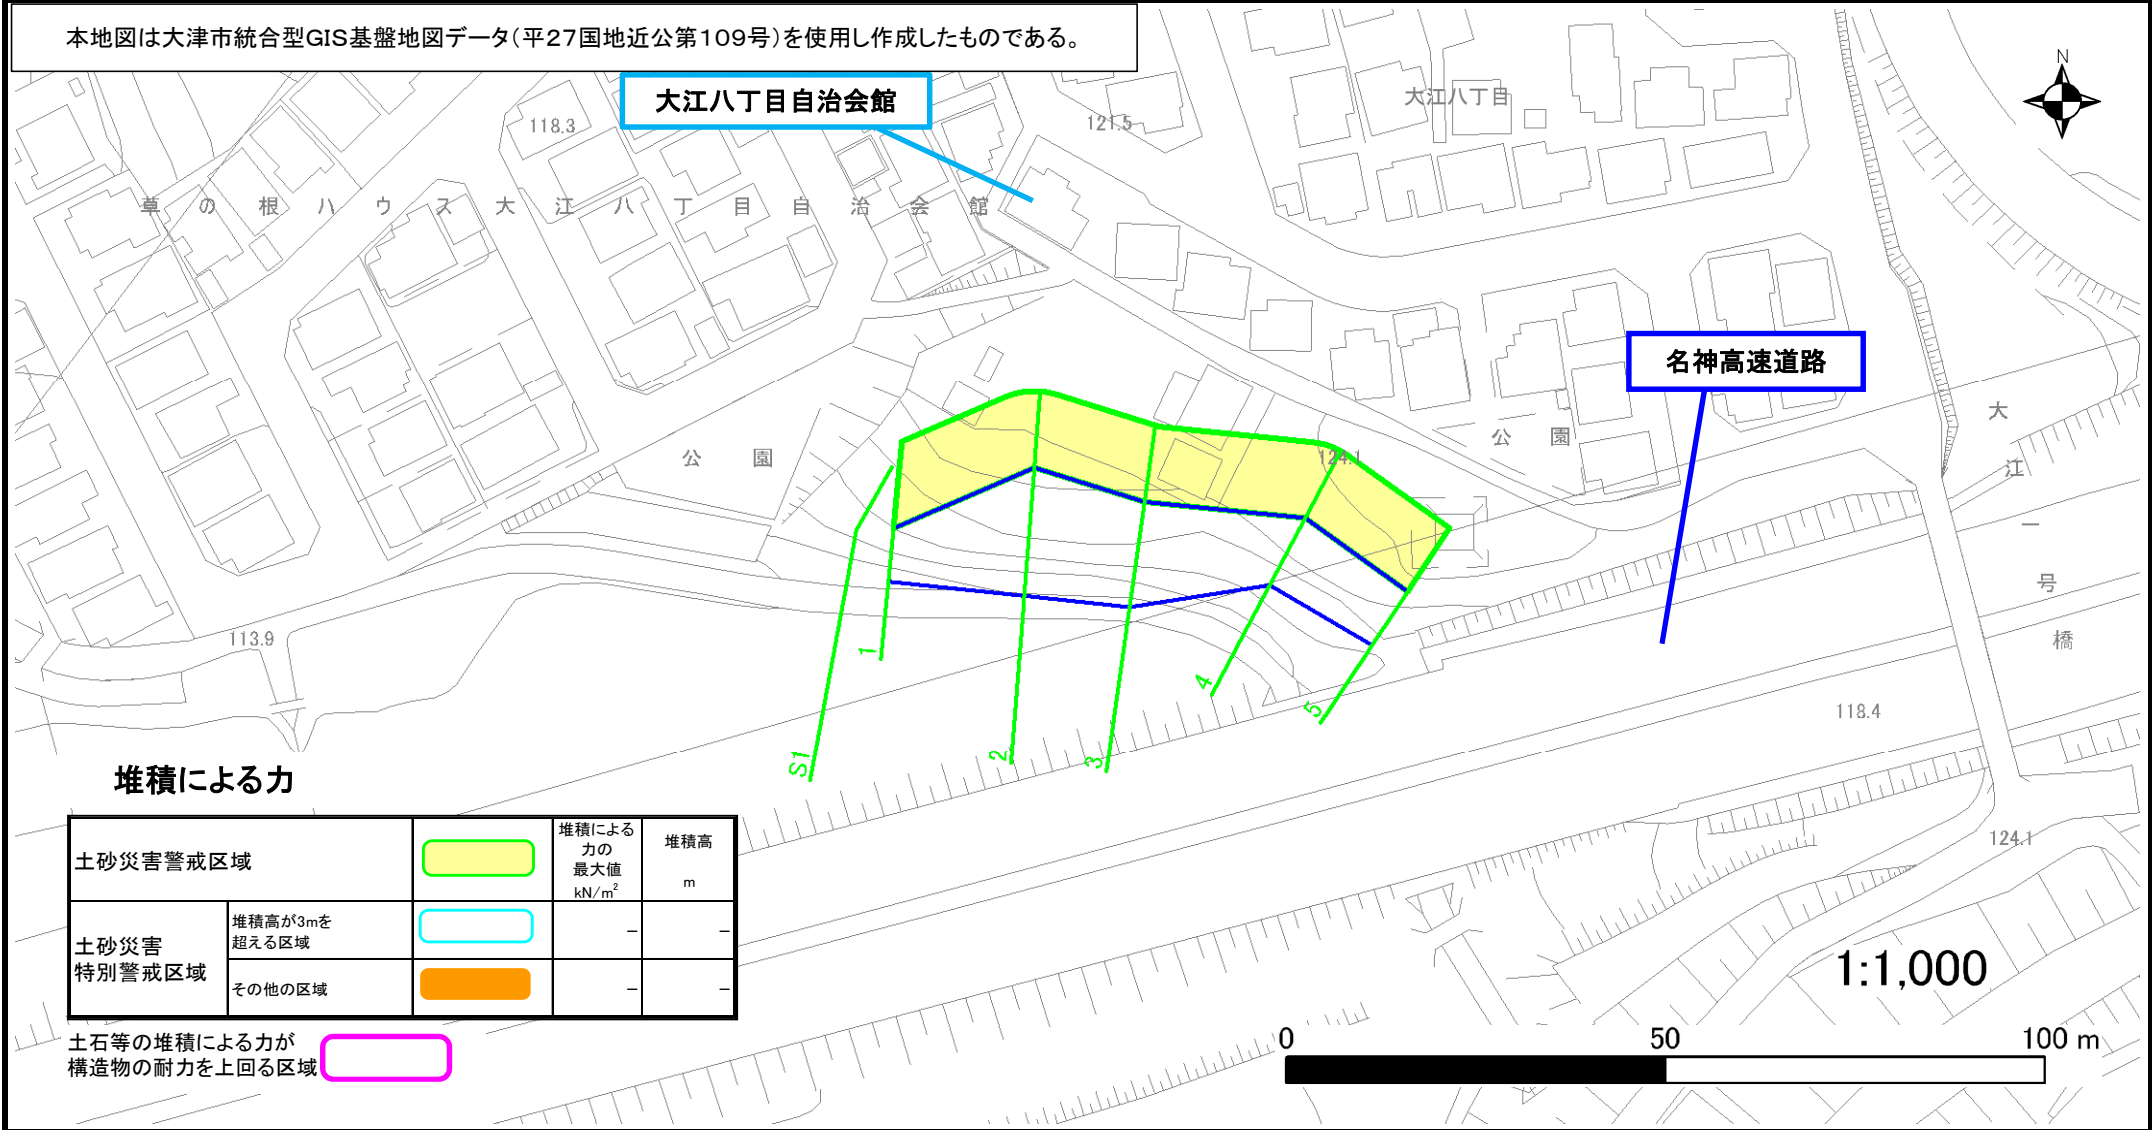 本地図は大津市統合型GIS基盤地図データ(平27国地近公第109号)を使用し作成したものである。
N
大江八丁目自治会館
118.3
121.5
大江八丁目
草の根ハウス大江八丁目自治会館
名神高速道路
公園
公園
124.1
大江一号橋
113.9
1
4
5
S1
2
3
118.4
124.1
堆積による力
土砂災害警戒区域
堆積による
力の
最大値
kN/m²
堆積高
m
土砂災害
特別警戒区域
堆積高が3mを
超える区域
－
－
その他の区域
－
－
土石等の堆積による力が
構造物の耐力を上回る区域
1:1,000
0 50 100 m